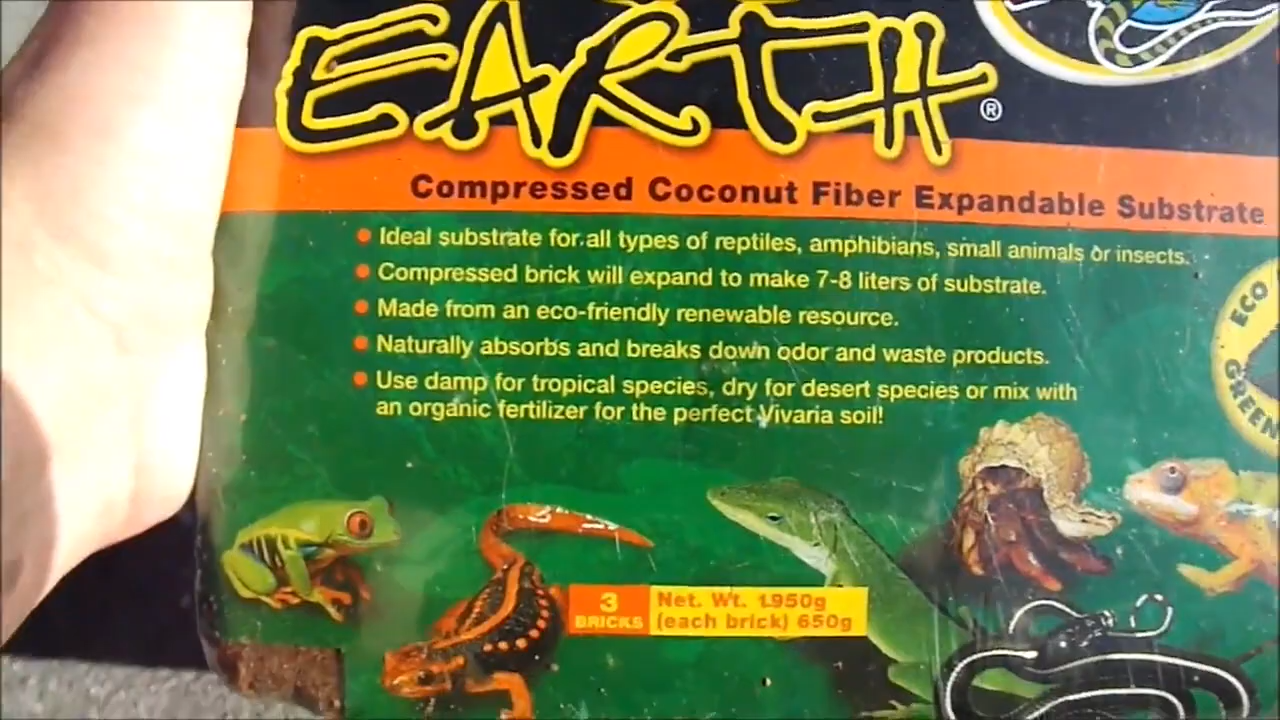 EARTH®
Compressed Coconut Fiber Expandable Substrate
• Ideal substrate for all types of reptiles, amphibians, small animals or insects.
• Compressed brick will expand to make 7-8 liters of substrate.
• Made from an eco-friendly renewable resource.
• Naturally absorbs and breaks down odor and waste products.
• Use damp for tropical species, dry for desert species or mix with
an organic fertilizer for the perfect Vivaria soil!
ECO
GREEN
3
BRICKS
Net. Wt. 1.950g
(each brick) 650g